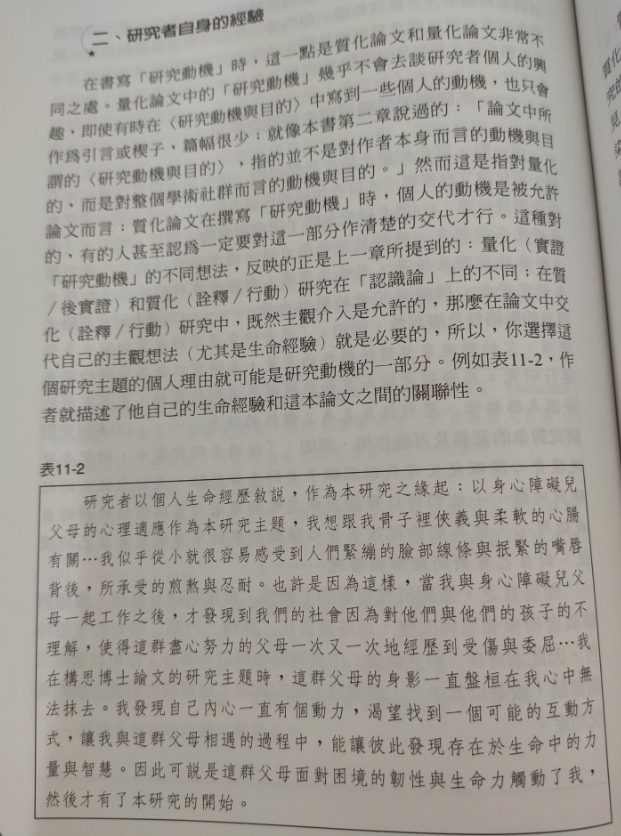 二、研究者自身的經驗
在書寫「研究動機」時，這一點是質化論文和量化論文非常不
同之處。量化論文中的「研究動機」幾乎不會去談研究者個人的興
趣，即使有時在〈研究動機與目的〉中寫到一些個人的動機，也只會
作為引言或楔子，篇幅很少；就像本書第二章說過的：「論文中所
謂的〈研究動機與目的〉，指的並不是對作者本身而言的動機與目
的，而是對整個學術社群而言的動機與目的。」然而這是指對量化
論文而言；質化論文在撰寫「研究動機」時，個人的動機是被允許
的，有的人甚至認為一定要對這一部分作清楚的交代才行。這種對
「研究動機」的不同想法，反映的正是上一章所提到的：量化（實證
／後實證）和質化（詮釋／行動）研究在「認識論」上的不同；在質
化（詮釋／行動）研究中，既然主觀介入是允許的，那麼在論文中交
代自己的主觀想法（尤其是生命經驗）就是必要的，所以，你選擇這
個研究主題的個人理由就可能是研究動機的一部分。例如表11-2，作
者就描述了他自己的生命經驗和這本論文之間的關聯性。
表11-2
研究者以個人生命經歷敘說，作為本研究之緣起：以身心障礙兒
父母的心理適應作為本研究主題，我想跟我骨子裡俠義與柔軟的心腸
有關…我似乎從小就很容易感受到人們緊繃的臉部線條與抿緊的嘴唇
背後，所承受的煎熬與忍耐。也許是因為這樣，當我與身心障礙兒父
母一起工作之後，才發現到我們的社會因為對他們與他們的孩子的不
理解，使得這群盡心努力的父母一次又一次地經歷到受傷與委屈…我
在構思博士論文的研究主題時，這群父母的身影一直盤桓在我心中無
法抹去。我發現自己內心一直有個動力，渴望找到一個可能的互動方
式，讓我與這群父母相遇的過程中，能讓彼此發現存在於生命中的力
量與智慧。因此可說是這群父母面對困境的韌性與生命力觸動了我，
然後才有了本研究的開始。